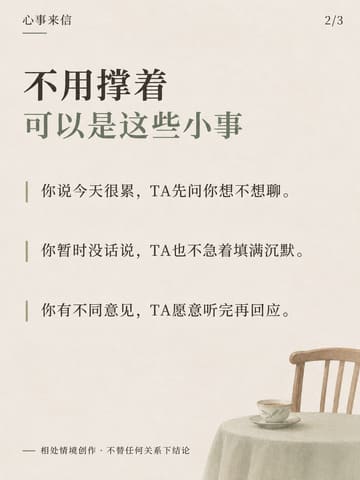 心事来信
2/3
不用撑着
可以是这些小事
你说今天很累，TA先问你想不想聊。
你暂时没话说，TA也不急着填满沉默。
你有不同意见，TA愿意听完再回应。
相处情境创作 · 不替任何关系下结论